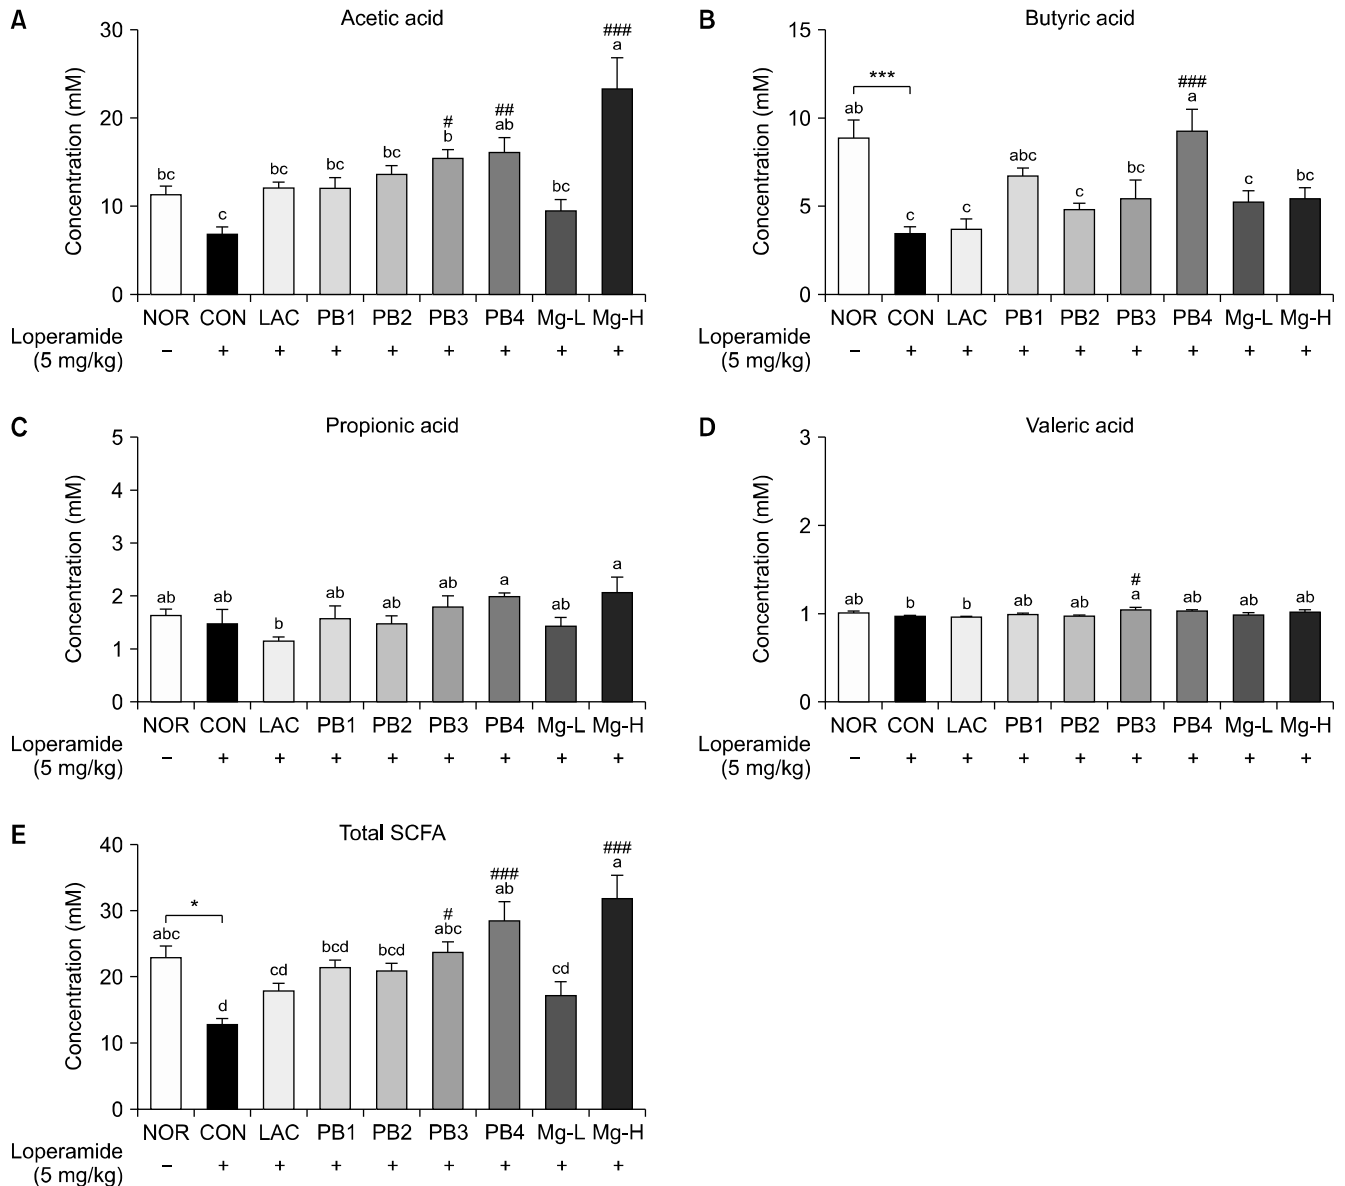 A
Acetic acid
Concentration (mM)
30
20
10
0
bc
c
bc
bc
bc
#
b
##
ab
bc
###
a
NOR CON LAC PB1 PB2 PB3 PB4 Mg-L Mg-H
Loperamide
(5 mg/kg)
– + + + + + + + +
B
Butyric acid
Concentration (mM)
15
10
5
0
***
ab
c
c
abc
c
bc
###
a
c
bc
NOR CON LAC PB1 PB2 PB3 PB4 Mg-L Mg-H
Loperamide
(5 mg/kg)
– + + + + + + + +
C
Propionic acid
Concentration (mM)
5
4
3
2
1
0
ab
ab
b
ab
ab
ab
a
ab
a
NOR CON LAC PB1 PB2 PB3 PB4 Mg-L Mg-H
Loperamide
(5 mg/kg)
– + + + + + + + +
D
Valeric acid
Concentration (mM)
3
2
1
0
ab
b
b
ab
ab
#
a
ab
ab
ab
NOR CON LAC PB1 PB2 PB3 PB4 Mg-L Mg-H
Loperamide
(5 mg/kg)
– + + + + + + + +
E
Total SCFA
Concentration (mM)
40
30
20
10
0
*
abc
d
cd
bcd
bcd
#
abc
###
ab
cd
###
a
NOR CON LAC PB1 PB2 PB3 PB4 Mg-L Mg-H
Loperamide
(5 mg/kg)
– + + + + + + + +